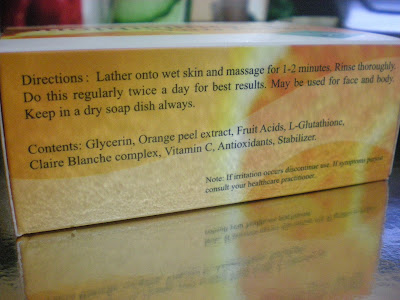 Directions : Lather onto wet skin and massage for 1-2 minutes. Rinse thoroughly.
Do this regularly twice a day for best results. May be used for face and body.
Keep in a dry soap dish always.
Contents: Glycerin, Orange peel extract, Fruit Acids, L-Glutathione,
Claire Blanche complex, Vitamin C, Antioxidants, Stabilizer.
Note: If irritation occurs discontinue use. If symptoms persist
consult your healthcare practitioner.